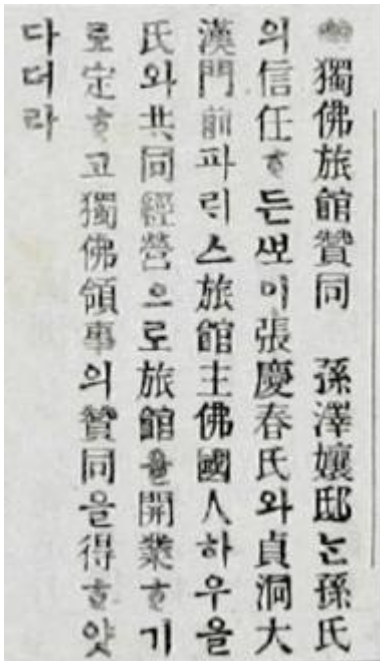 ◉獨佛旅館贊同 孫澤孃邸는孫氏
의信任ᄒᆞ든ᄲᅩ이張慶春氏와貞洞大
漢門前파리스旅館主佛國人하우을
氏와共同經營으로旅館을開業ᄒᆞ기
로定ᄒᆞ고獨佛領事의贊同을得ᄒᆞ얏
다더라